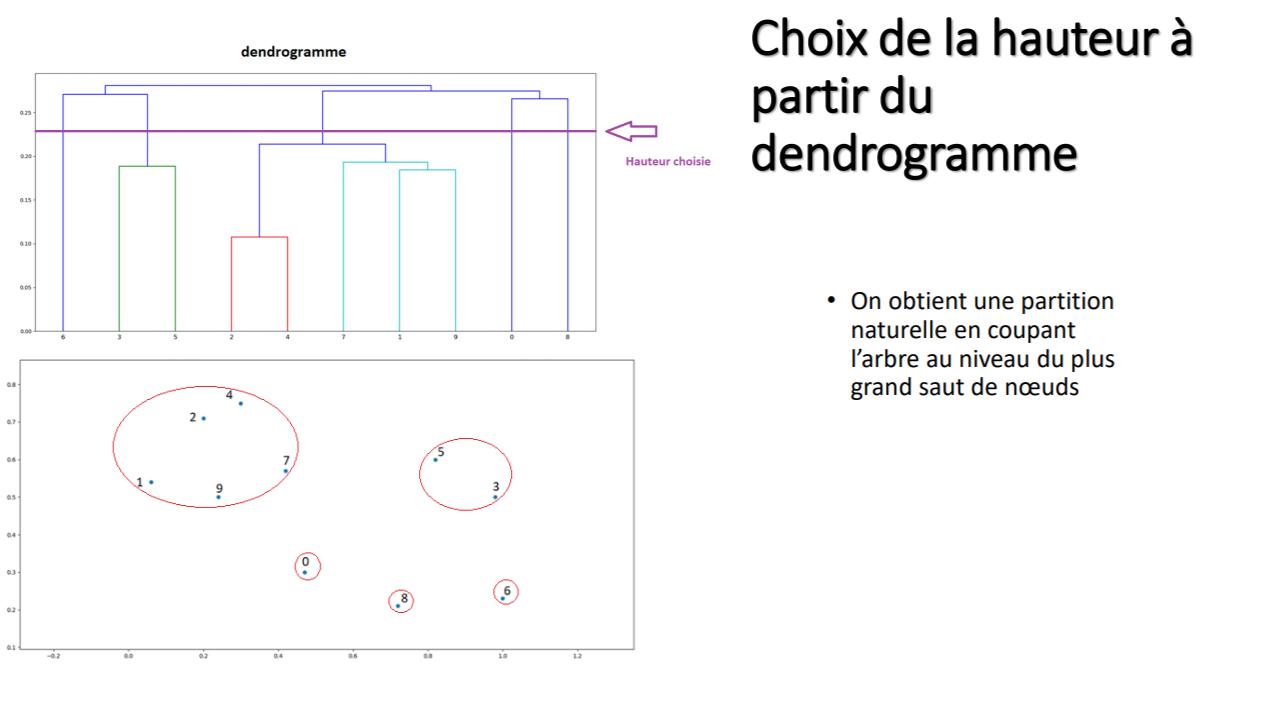 dendrogramme
0.25
0.20
0.15
0.10
0.05
0.00
6 3 5 2 4 7 1 9 0 8
Hauteur choisie
0.8
0.7
0.6
0.5
0.4
0.3
0.2
0.1
−0.2 0.0 0.2 0.4 0.6 0.8 1.0 1.2
4
2
7
1
9
5
3
0
8
6
Choix de la hauteur à
partir du
dendrogramme
• On obtient une partition
naturelle en coupant
l’arbre au niveau du plus
grand saut de nœuds